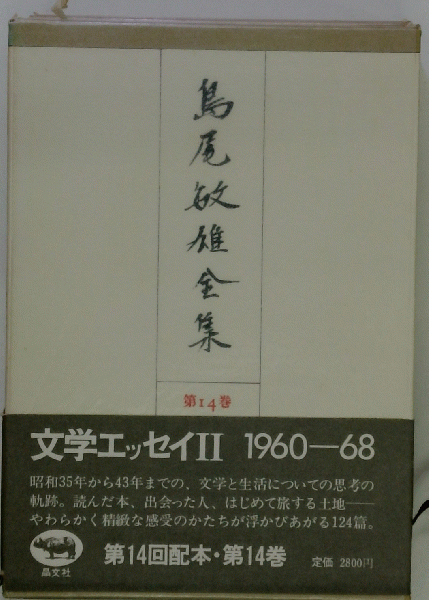 島尾敏雄全集
第14巻
文学エッセイII 1960—68
昭和35年から43年までの、文学と生活についての思考の
軌跡。読んだ本、出会った人、はじめて旅する土地——
やわらかく精緻な感受のかたちが浮かびあがる124篇。
晶文社
第14回配本・第14巻
定価 2800円